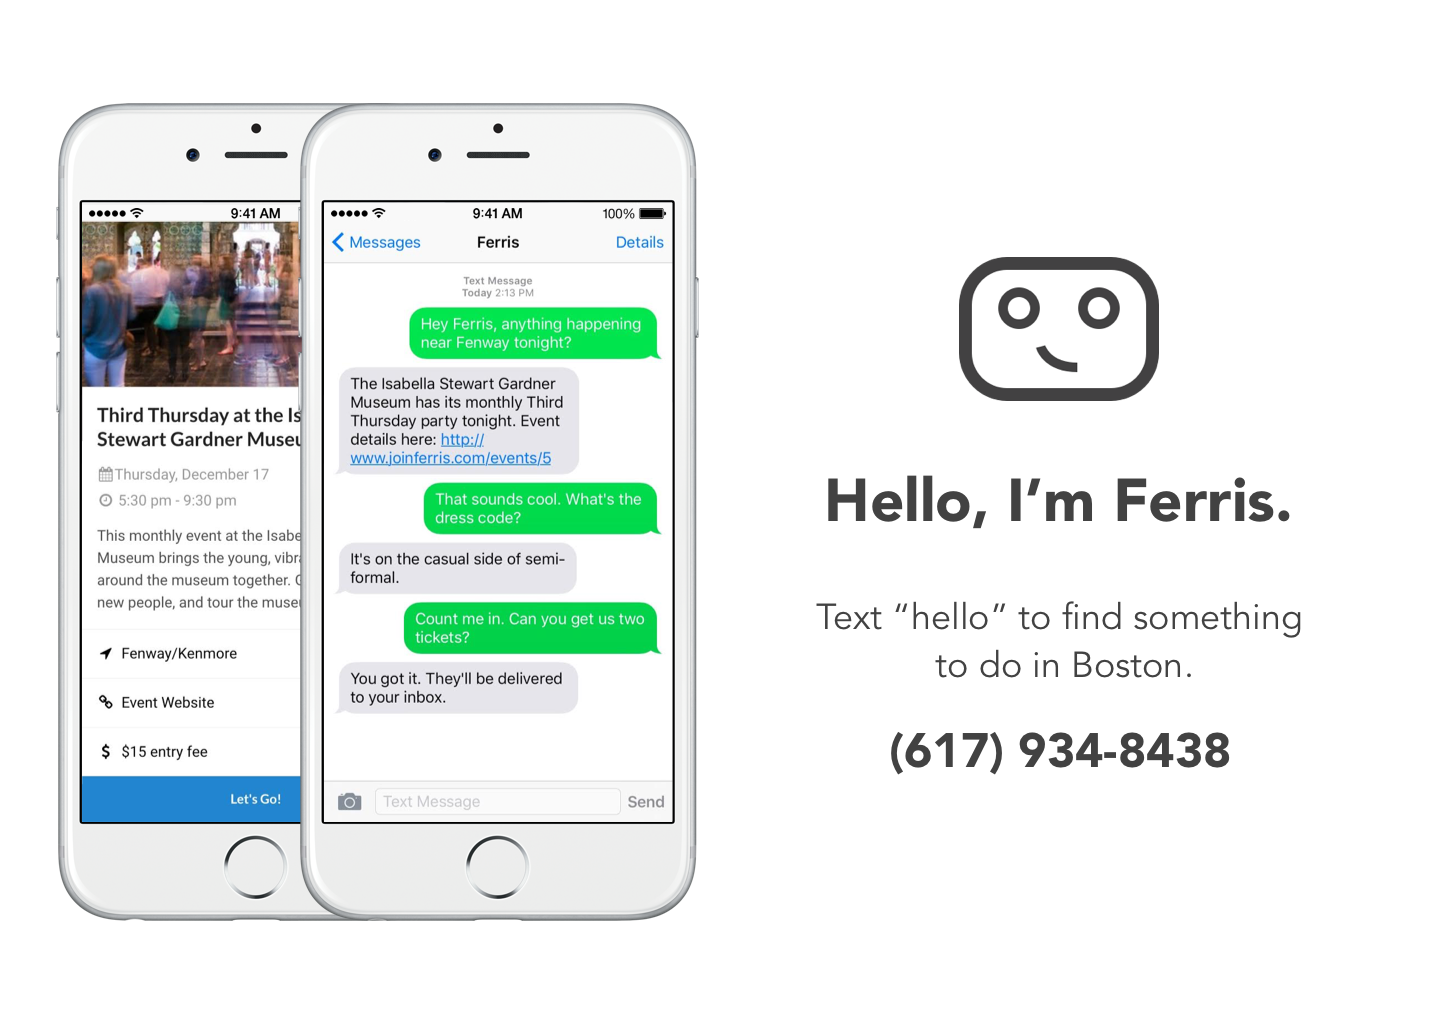 9:41 AM
Third Thursday at the Is
Stewart Gardner Museu
Thursday, December 17
5:30 pm - 9:30 pm
This monthly event at the Isabe
Museum brings the young, vibra
around the museum together.
new people, and tour the muse
Fenway/Kenmore
Event Website
$15 entry fee
Let's Go!
9:41 AM 100%
Messages Ferris Details
Text Message
Today 2:13 PM
Hey Ferris, anything happening
near Fenway tonight?
The Isabella Stewart Gardner
Museum has its monthly Third
Thursday party tonight. Event
details here: http://
www.joinferris.com/events/5
That sounds cool. What's the
dress code?
It's on the casual side of semi-
formal.
Count me in. Can you get us two
tickets?
You got it. They'll be delivered
to your inbox.
Text Message Send
Hello, I’m Ferris.
Text “hello” to find something
to do in Boston.
(617) 934-8438